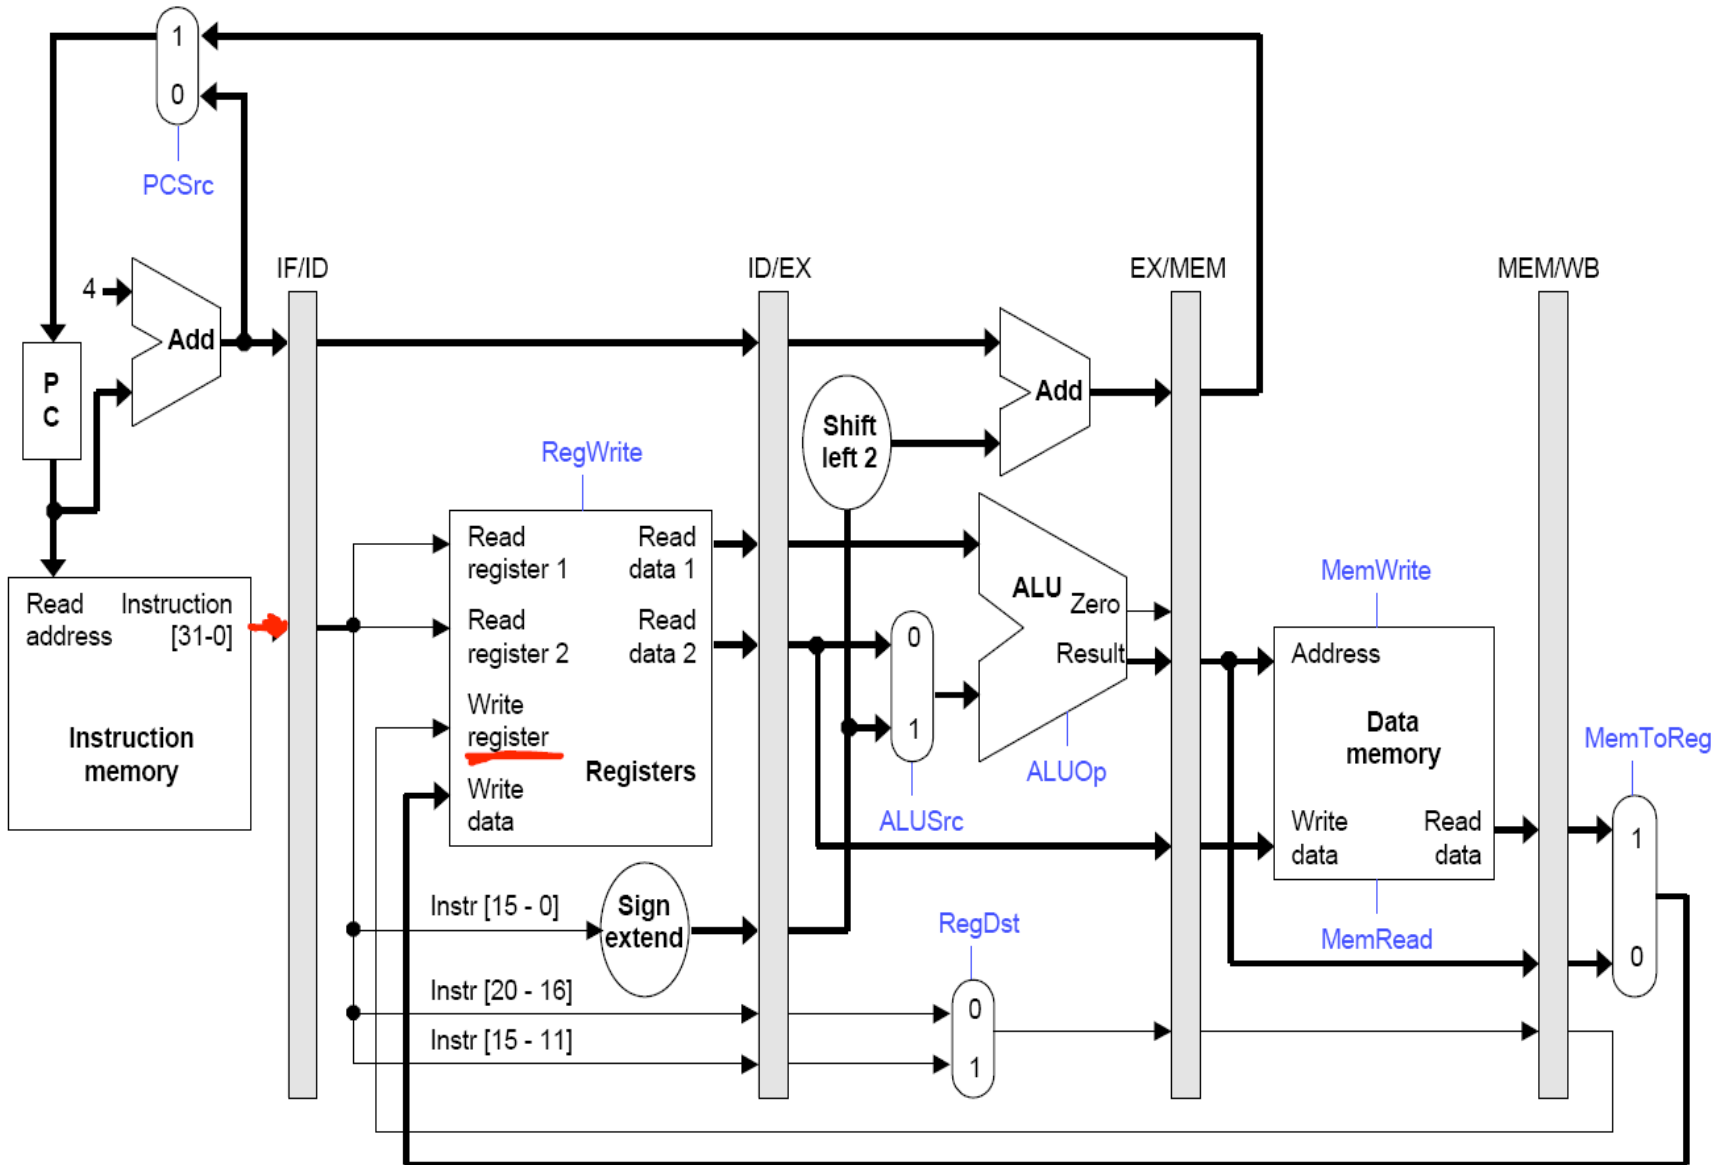 1
0
PCSrc
IF/ID
ID/EX
EX/MEM
MEM/WB
4
Add
P
C
Add
Shift
left 2
RegWrite
Read
register 1
Read
data 1
Read
register 2
Read
data 2
Write
register
Write
data
Registers
Read
address
Instruction
[31-0]
Instruction
memory
ALU
Zero
Result
ALUOp
0
1
ALUSrc
MemWrite
Address
Data
memory
Write
data
Read
data
MemRead
MemToReg
1
0
Instr [15 - 0]
Sign
extend
RegDst
Instr [20 - 16]
0
Instr [15 - 11]
1